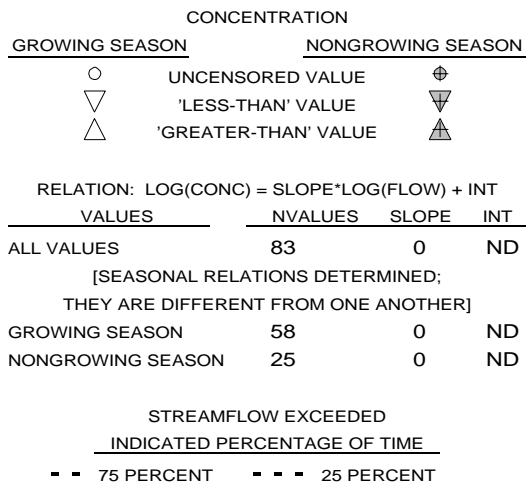 CONCENTRATION
GROWING SEASON NONGROWING SEASON
UNCENSORED VALUE
'LESS-THAN' VALUE
'GREATER-THAN' VALUE
RELATION: LOG(CONC) = SLOPE*LOG(FLOW) + INT
VALUES NVALUES SLOPE INT
ALL VALUES 83 0 ND
[SEASONAL RELATIONS DETERMINED;
THEY ARE DIFFERENT FROM ONE ANOTHER]
GROWING SEASON 58 0 ND
NONGROWING SEASON 25 0 ND
STREAMFLOW EXCEEDED
INDICATED PERCENTAGE OF TIME
75 PERCENT 25 PERCENT